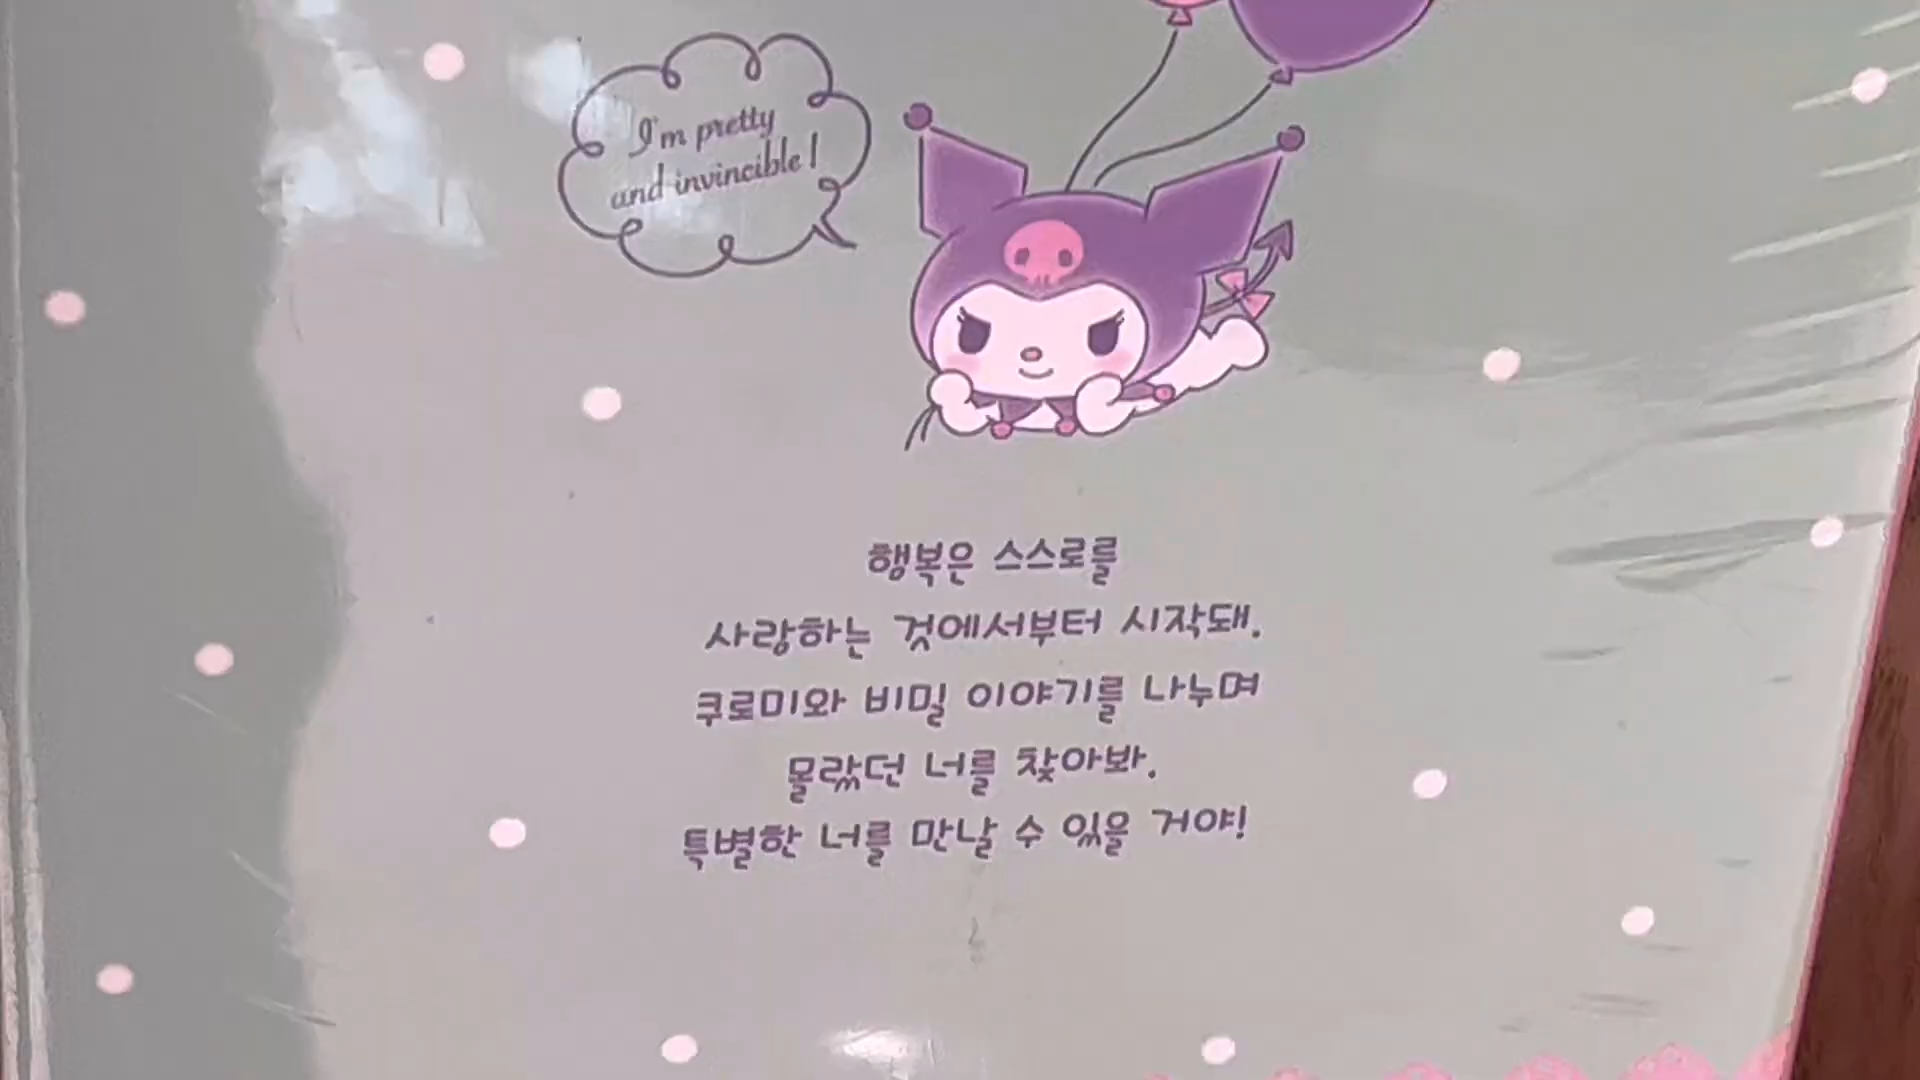 I'm pretty
and invincible!
행복은 스스로를
사랑하는 것에서부터 시작돼.
쿠로미와 비밀 이야기를 나누며
몰랐던 너를 찾아봐.
특별한 너를 만날 수 있을 거야!